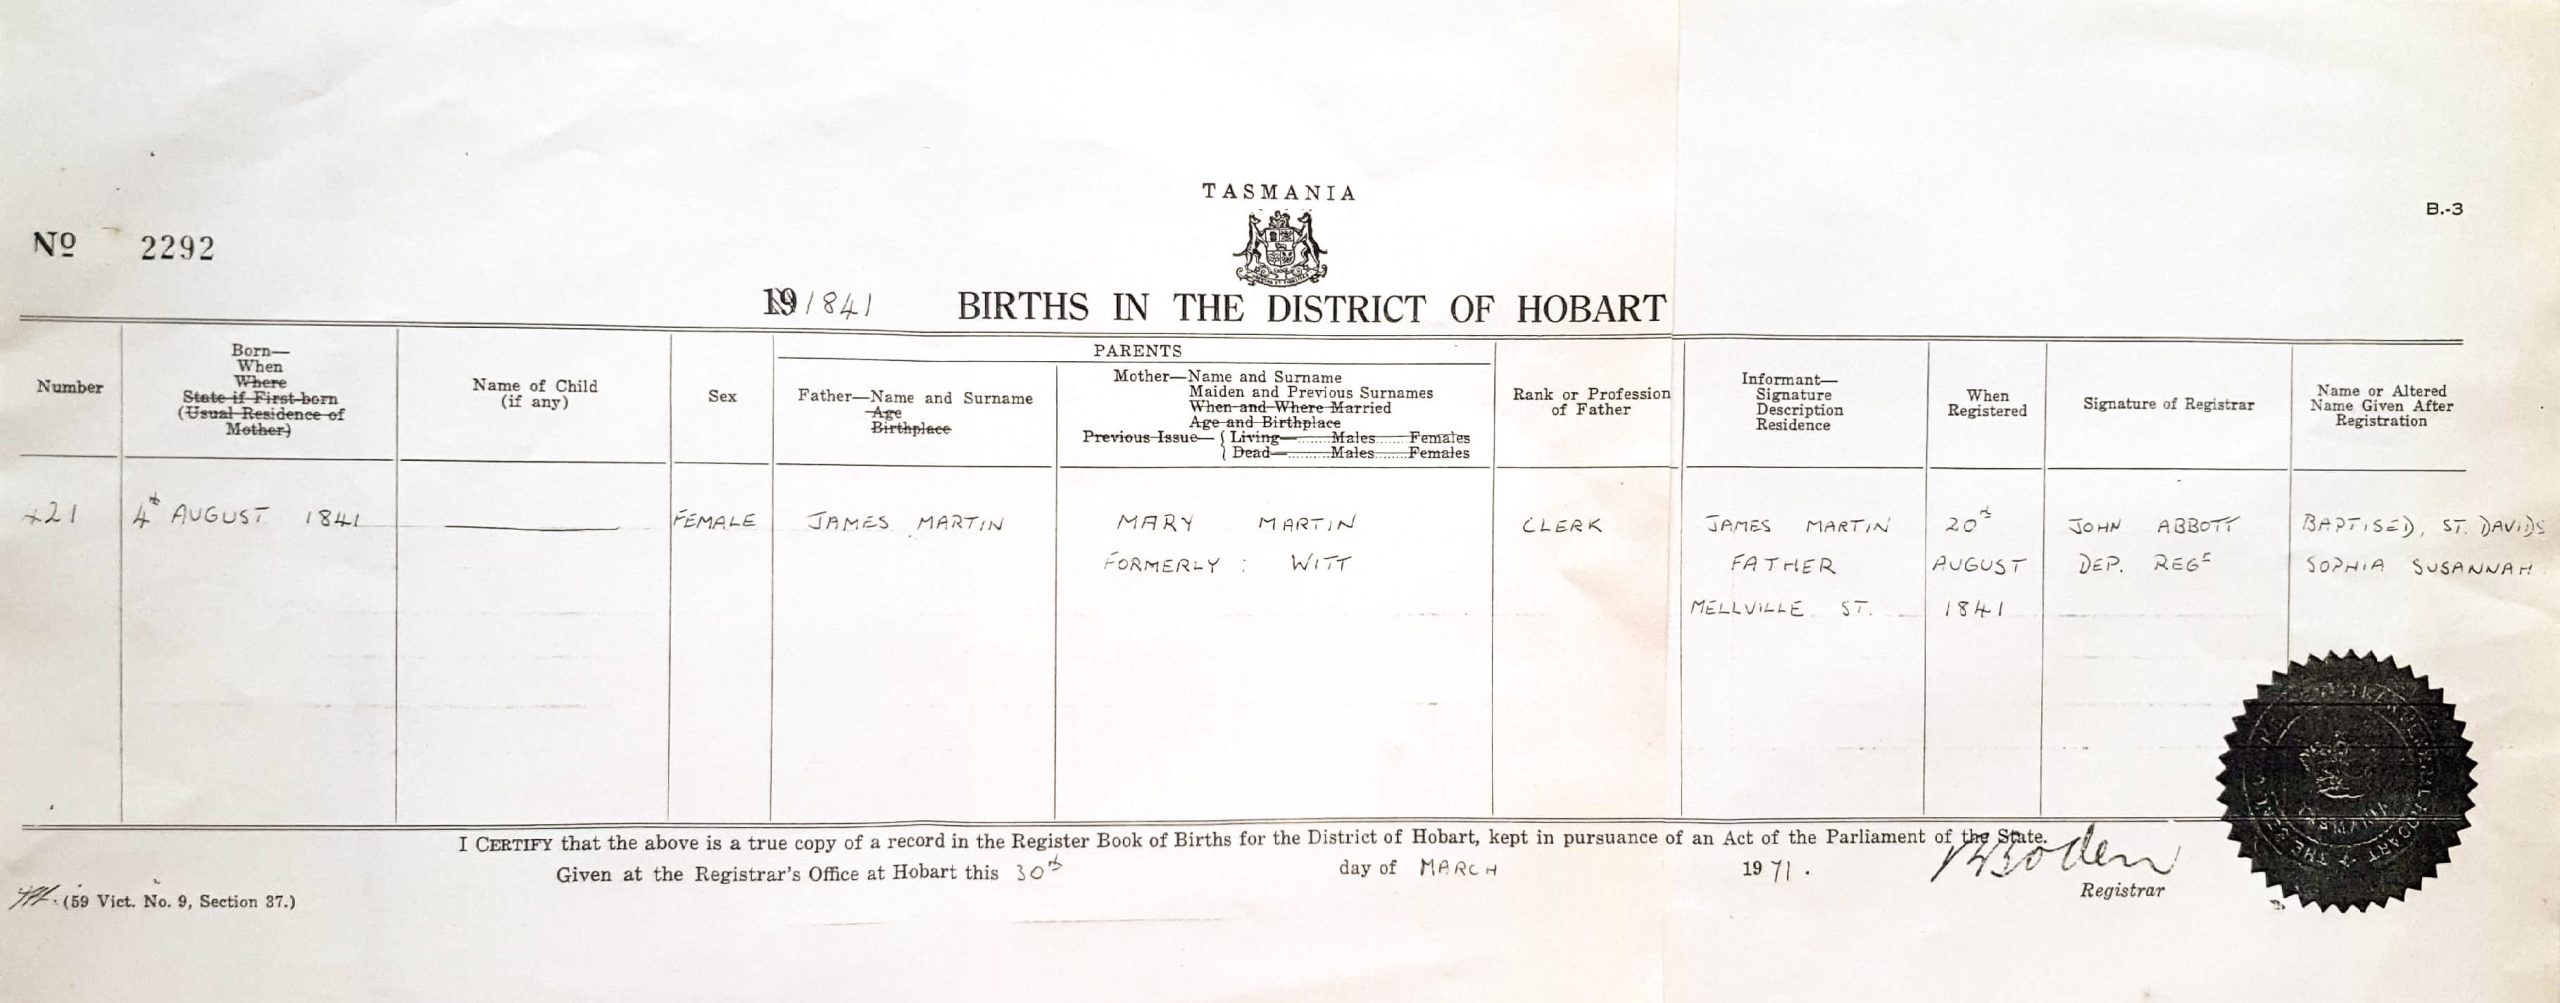 TASMANIA
B.-3
No 2292
19 1841 BIRTHS IN THE DISTRICT OF HOBART
Number
Born—
When
Where
State if First-born
(Usual Residence of
Mother)
Name of Child
(if any)
Sex
PARENTS
Father—Name and Surname
Age
Birthplace
Mother—Name and Surname
Maiden and Previous Surnames
When and Where Married
Age and Birthplace
Previous Issue— { Living—........Males........Females
{ Dead—........Males........Females
Rank or Profession
of Father
Informant—
Signature
Description
Residence
When
Registered
Signature of Registrar
Name or Altered
Name Given After
Registration
421
4th AUGUST 1841
FEMALE
JAMES MARTIN
MARY MARTIN
FORMERLY : WITT
CLERK
JAMES MARTIN
FATHER
MELLVILLE ST.
20th
AUGUST
1841
JOHN ABBOTT
DEP. REGR
BAPTISED, ST. DAVIDS
SOPHIA SUSANNAH
I CERTIFY that the above is a true copy of a record in the Register Book of Births for the District of Hobart, kept in pursuance of an Act of the Parliament of the State.
Given at the Registrar's Office at Hobart this 30th day of MARCH 1971.
Boden
Registrar
(59 Vict. No. 9, Section 37.)